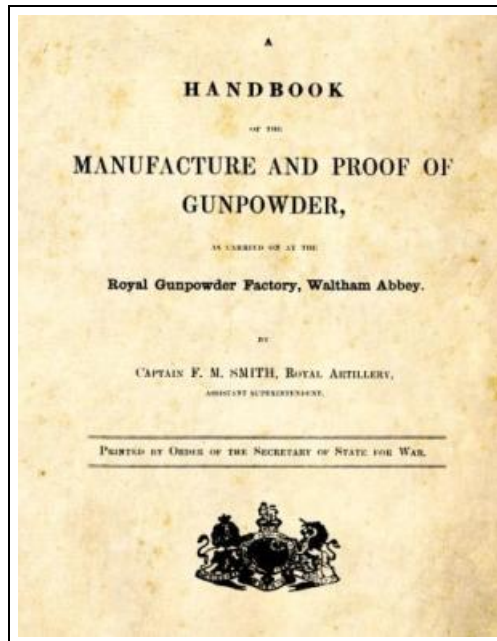 A
HANDBOOK
OF THE
MANUFACTURE AND PROOF OF
GUNPOWDER,
AS CARRIED ON AT THE
Royal Gunpowder Factory, Waltham Abbey.
BY
CAPTAIN F. M. SMITH, ROYAL ARTILLERY,
ASSISTANT SUPERINTENDENT.
PRINTED BY ORDER OF THE SECRETARY OF STATE FOR WAR.